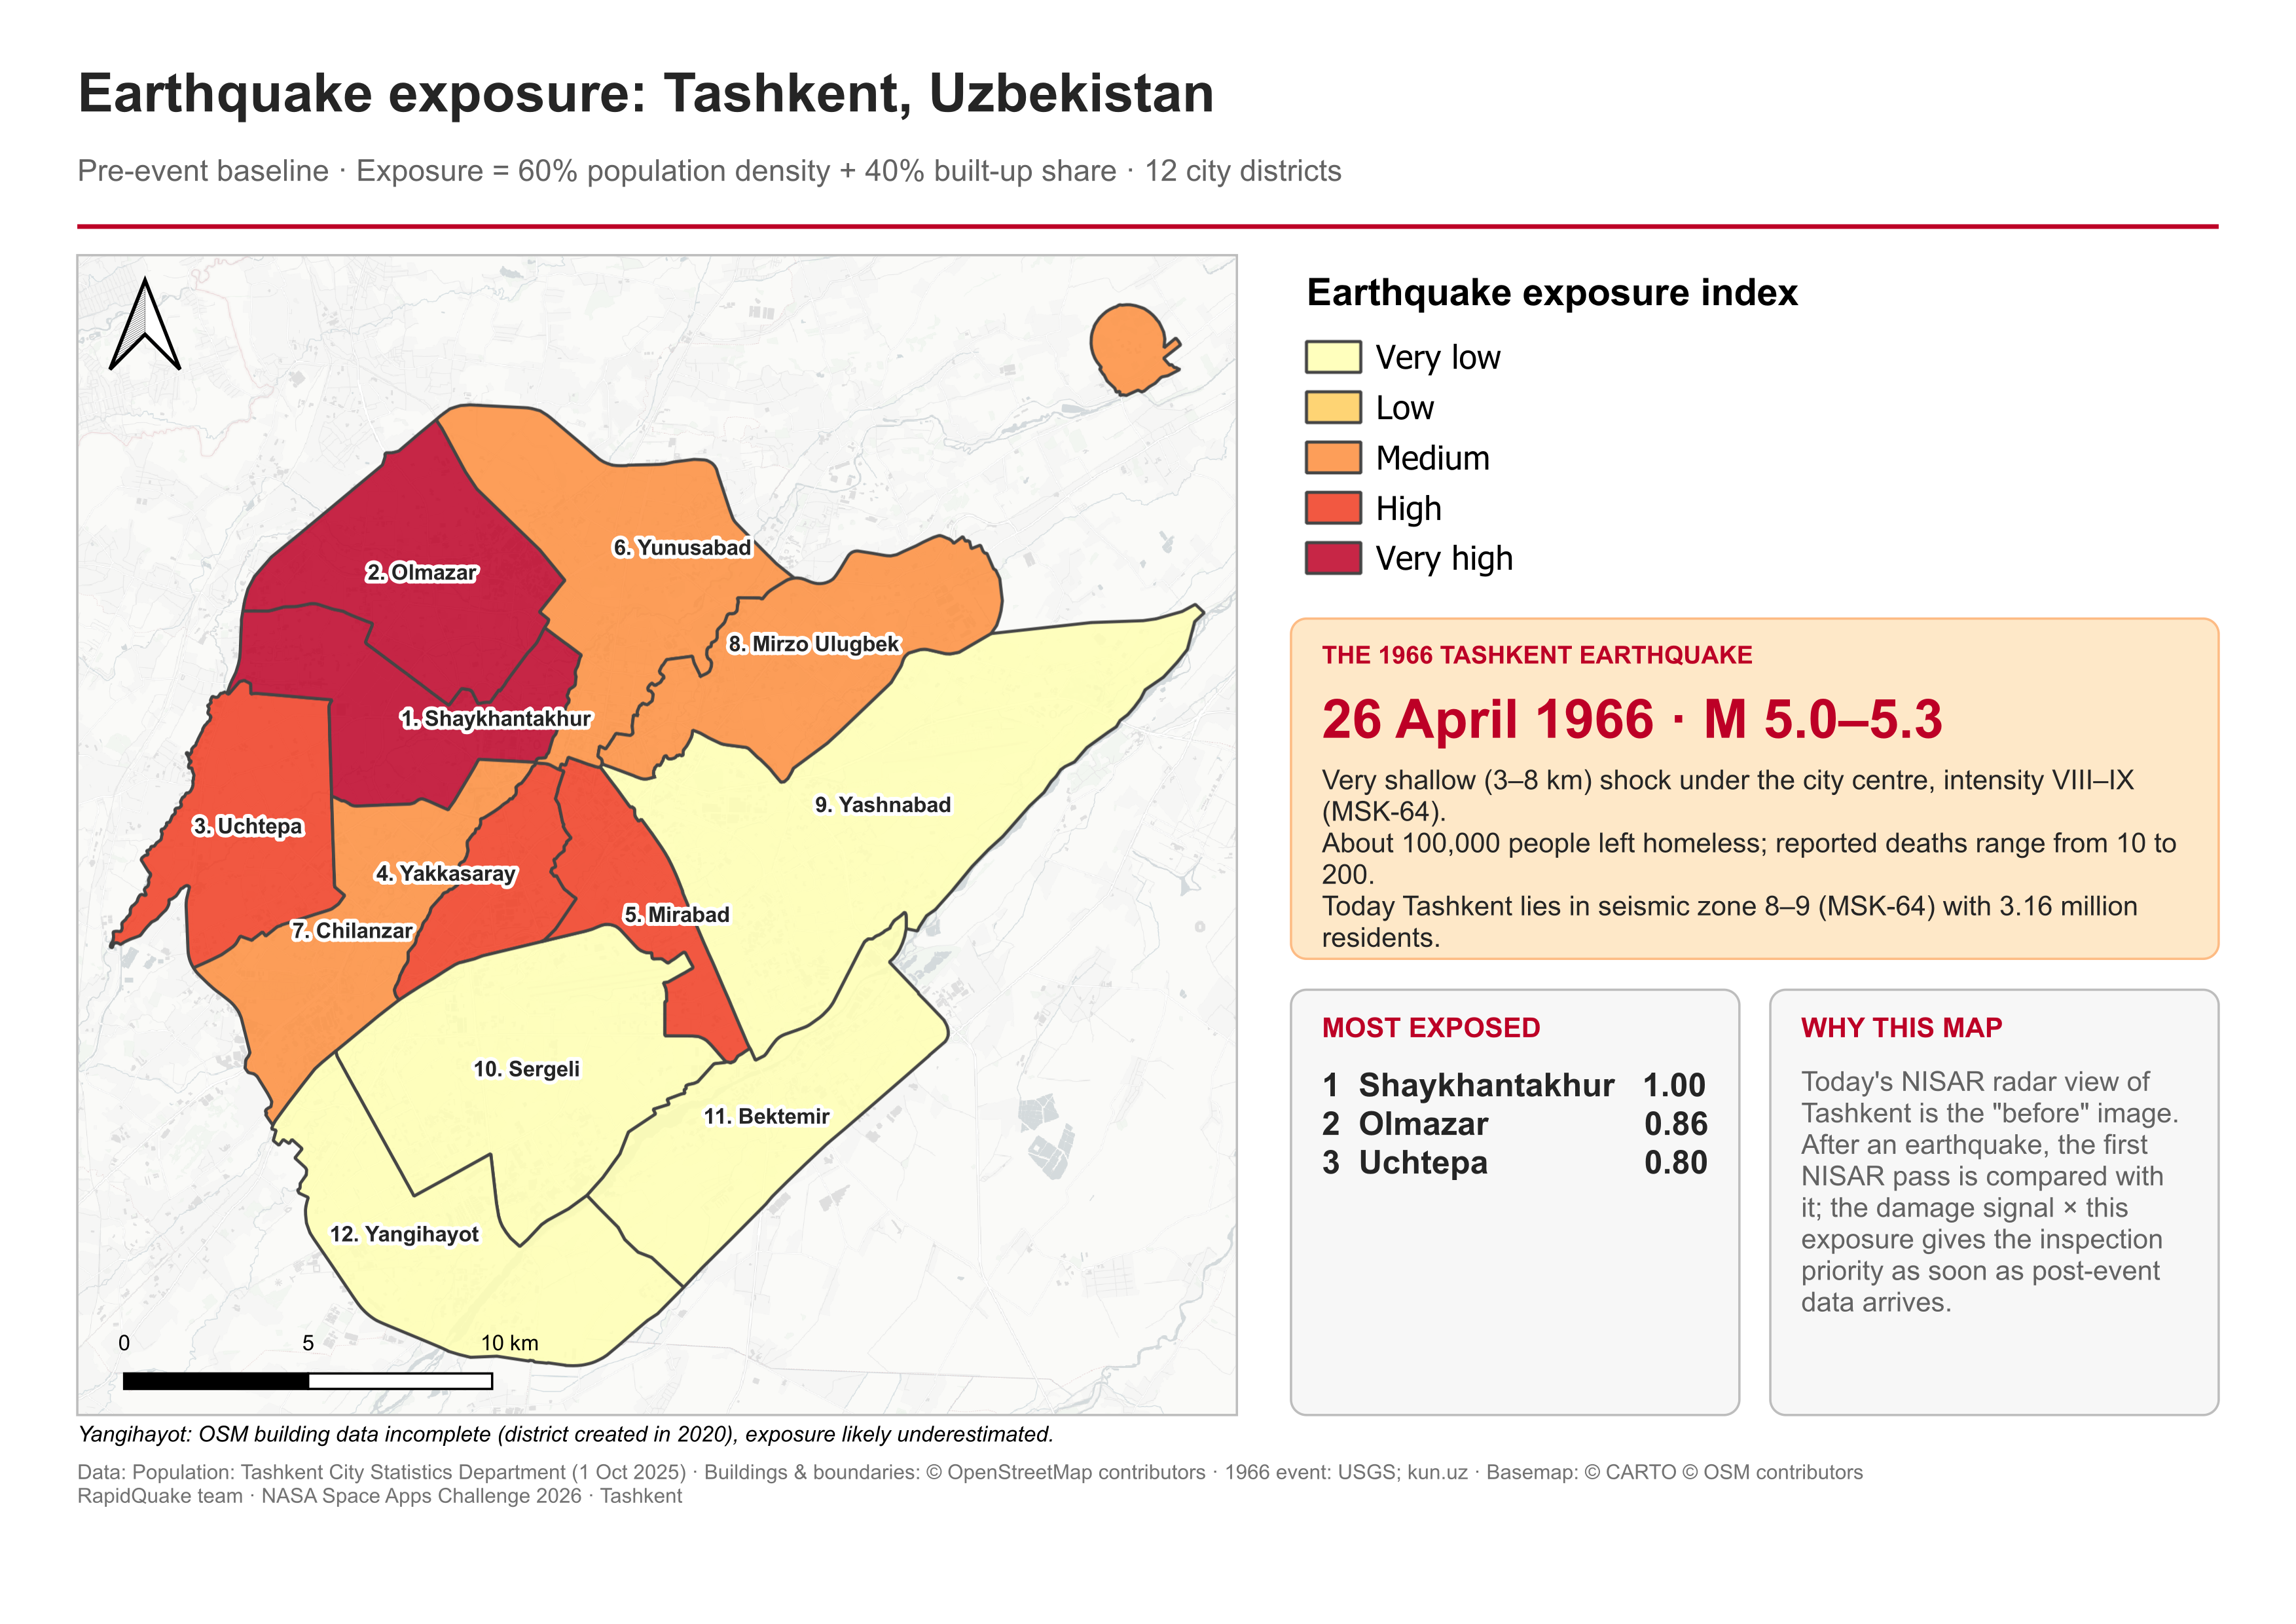 Earthquake exposure: Tashkent, Uzbekistan
Pre-event baseline · Exposure = 60% population density + 40% built-up share · 12 city districts
6. Yunusabad
2. Olmazar
8. Mirzo Ulugbek
1. Shaykhantakhur
9. Yashnabad
3. Uchtepa
4. Yakkasaray
5. Mirabad
7. Chilanzar
10. Sergeli
11. Bektemir
12. Yangihayot
0 5 10 km
Earthquake exposure index
Very low
Low
Medium
High
Very high
THE 1966 TASHKENT EARTHQUAKE
26 April 1966 · M 5.0–5.3
Very shallow (3–8 km) shock under the city centre, intensity VIII–IX
(MSK-64).
About 100,000 people left homeless; reported deaths range from 10 to
200.
Today Tashkent lies in seismic zone 8–9 (MSK-64) with 3.16 million
residents.
MOST EXPOSED
1 Shaykhantakhur 1.00
2 Olmazar 0.86
3 Uchtepa 0.80
WHY THIS MAP
Today's NISAR radar view of
Tashkent is the "before" image.
After an earthquake, the first
NISAR pass is compared with
it; the damage signal × this
exposure gives the inspection
priority as soon as post-event
data arrives.
Yangihayot: OSM building data incomplete (district created in 2020), exposure likely underestimated.
Data: Population: Tashkent City Statistics Department (1 Oct 2025) · Buildings & boundaries: © OpenStreetMap contributors · 1966 event: USGS; kun.uz · Basemap: © CARTO © OSM contributors
RapidQuake team · NASA Space Apps Challenge 2026 · Tashkent